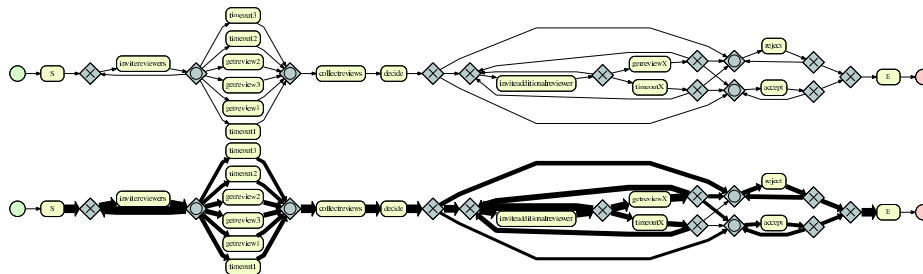 timeout3
timeout2
S
invitereviewers
getreview2
getreview3
getreview1
timeout1
collectreviews
decide
inviteadditionalreviewer
getreviewX
timeoutX
reject
accept
E
timeout3
timeout2
S
invitereviewers
getreview2
getreview3
getreview1
timeout1
collectreviews
decide
inviteadditionalreviewer
getreviewX
timeoutX
reject
accept
E